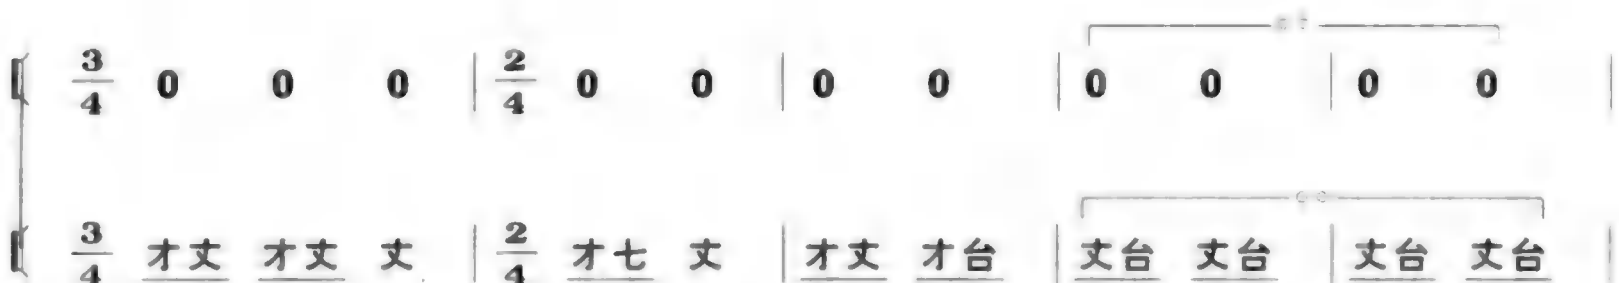 3/4 0 0 0 | 2/4 0 0 | 0 0 | 0 0 | 0 0 |
3/4 才丈 才丈 丈 | 2/4 才七 丈 | 才丈 才台 | 丈台 丈台 | 丈台 丈台 |